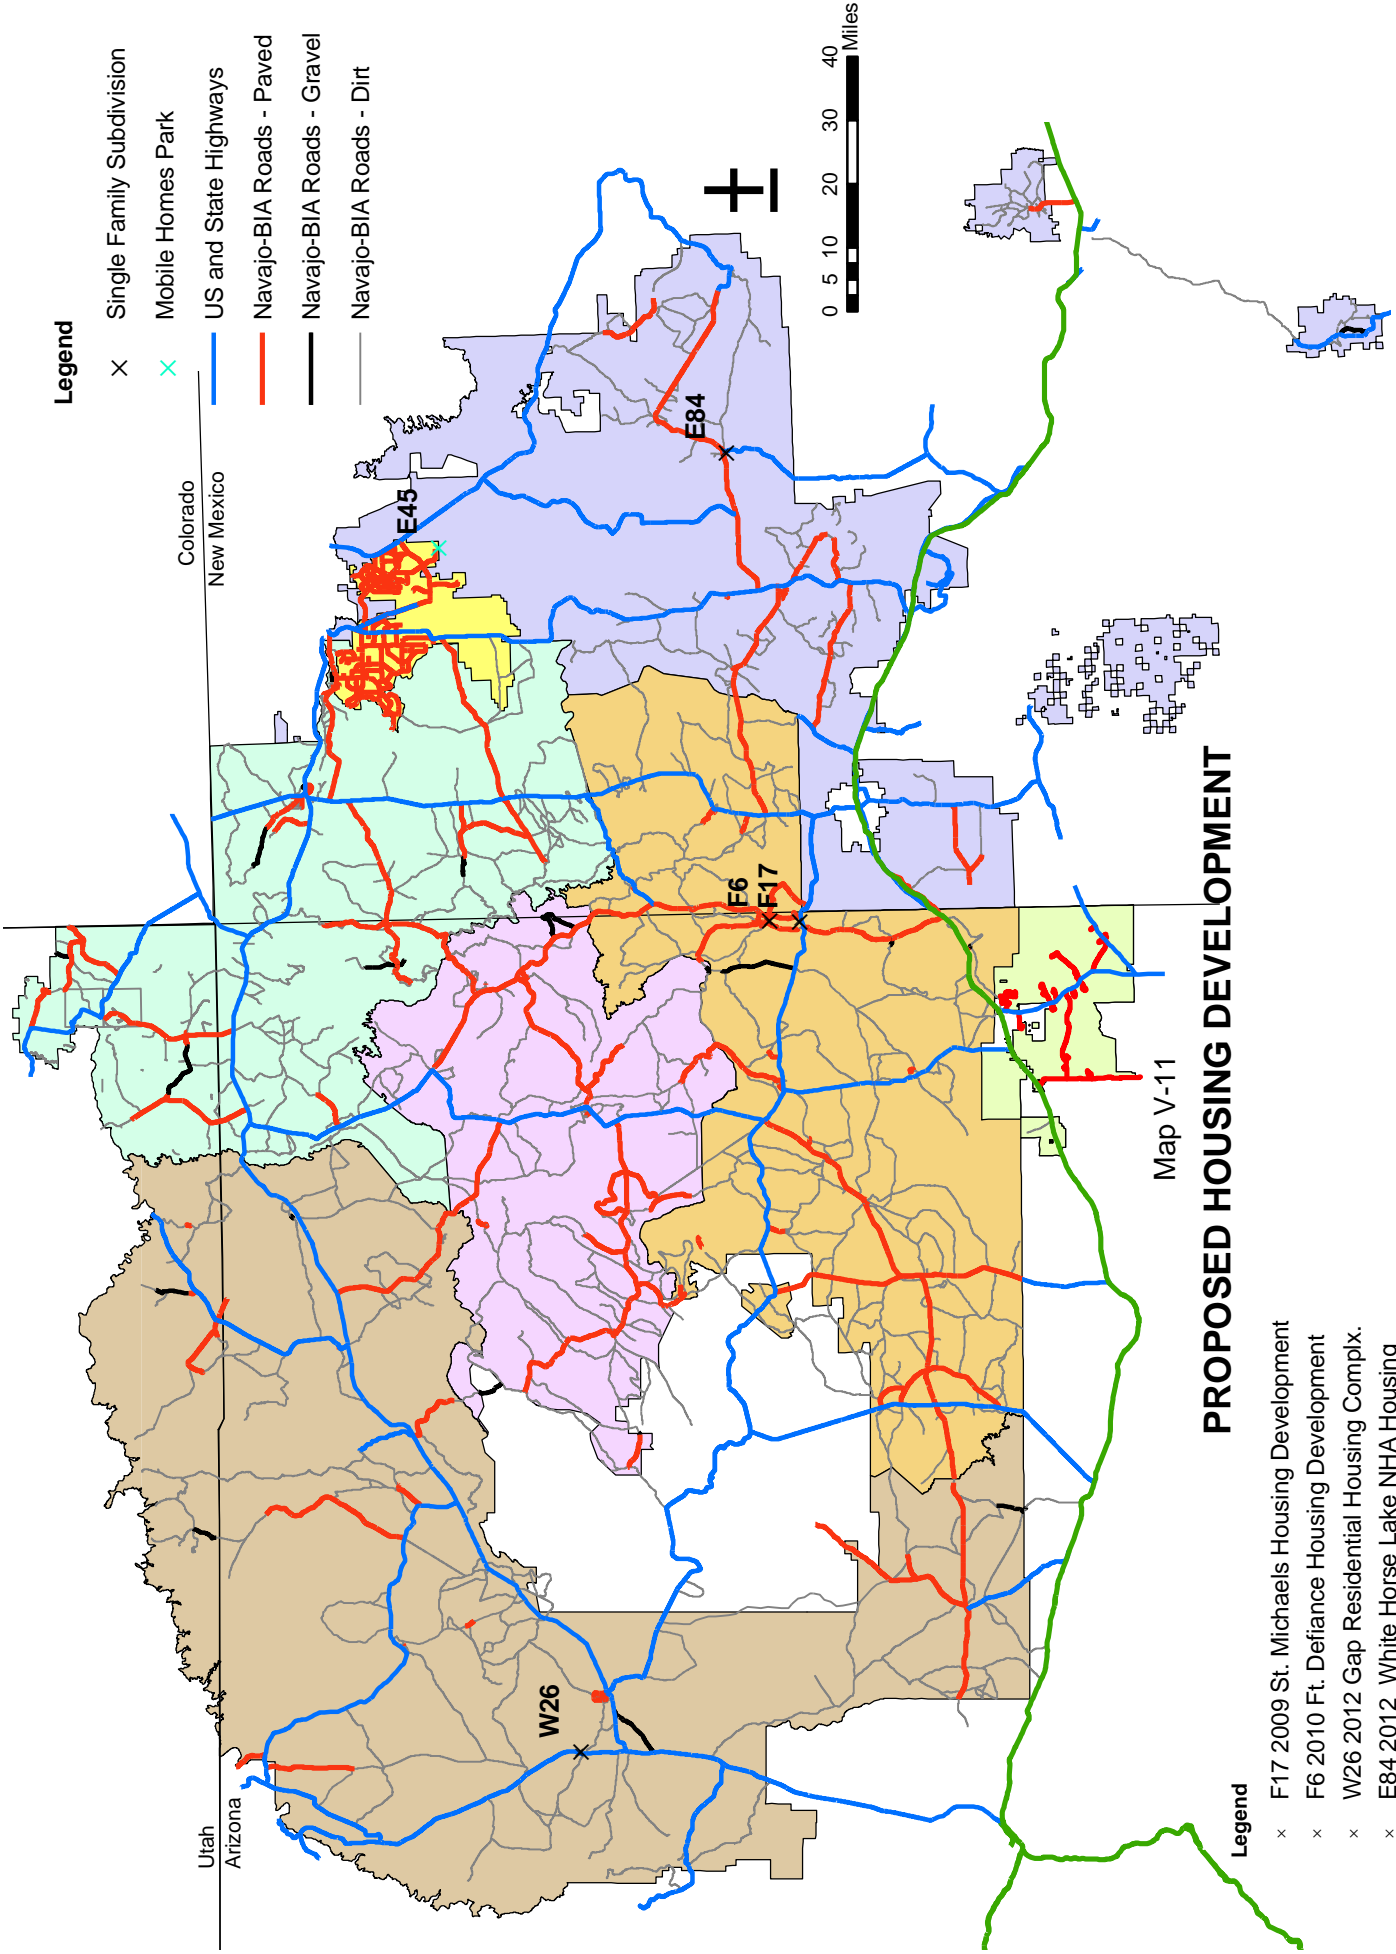 Legend
Single Family Subdivision
Mobile Homes Park
US and State Highways
Navajo-BIA Roads - Paved
Navajo-BIA Roads - Gravel
Navajo-BIA Roads - Dirt
Colorado
New Mexico
Utah
Arizona
E45
E84
F6
F17
W26
0 5 10 20 30 40
Miles
Map V-11
PROPOSED HOUSING DEVELOPMENT
Legend
F17 2009 St. Michaels Housing Development
F6 2010 Ft. Defiance Housing Development
W26 2012 Gap Residential Housing Complx.
E84 2012 White Horse Lake NHA Housing